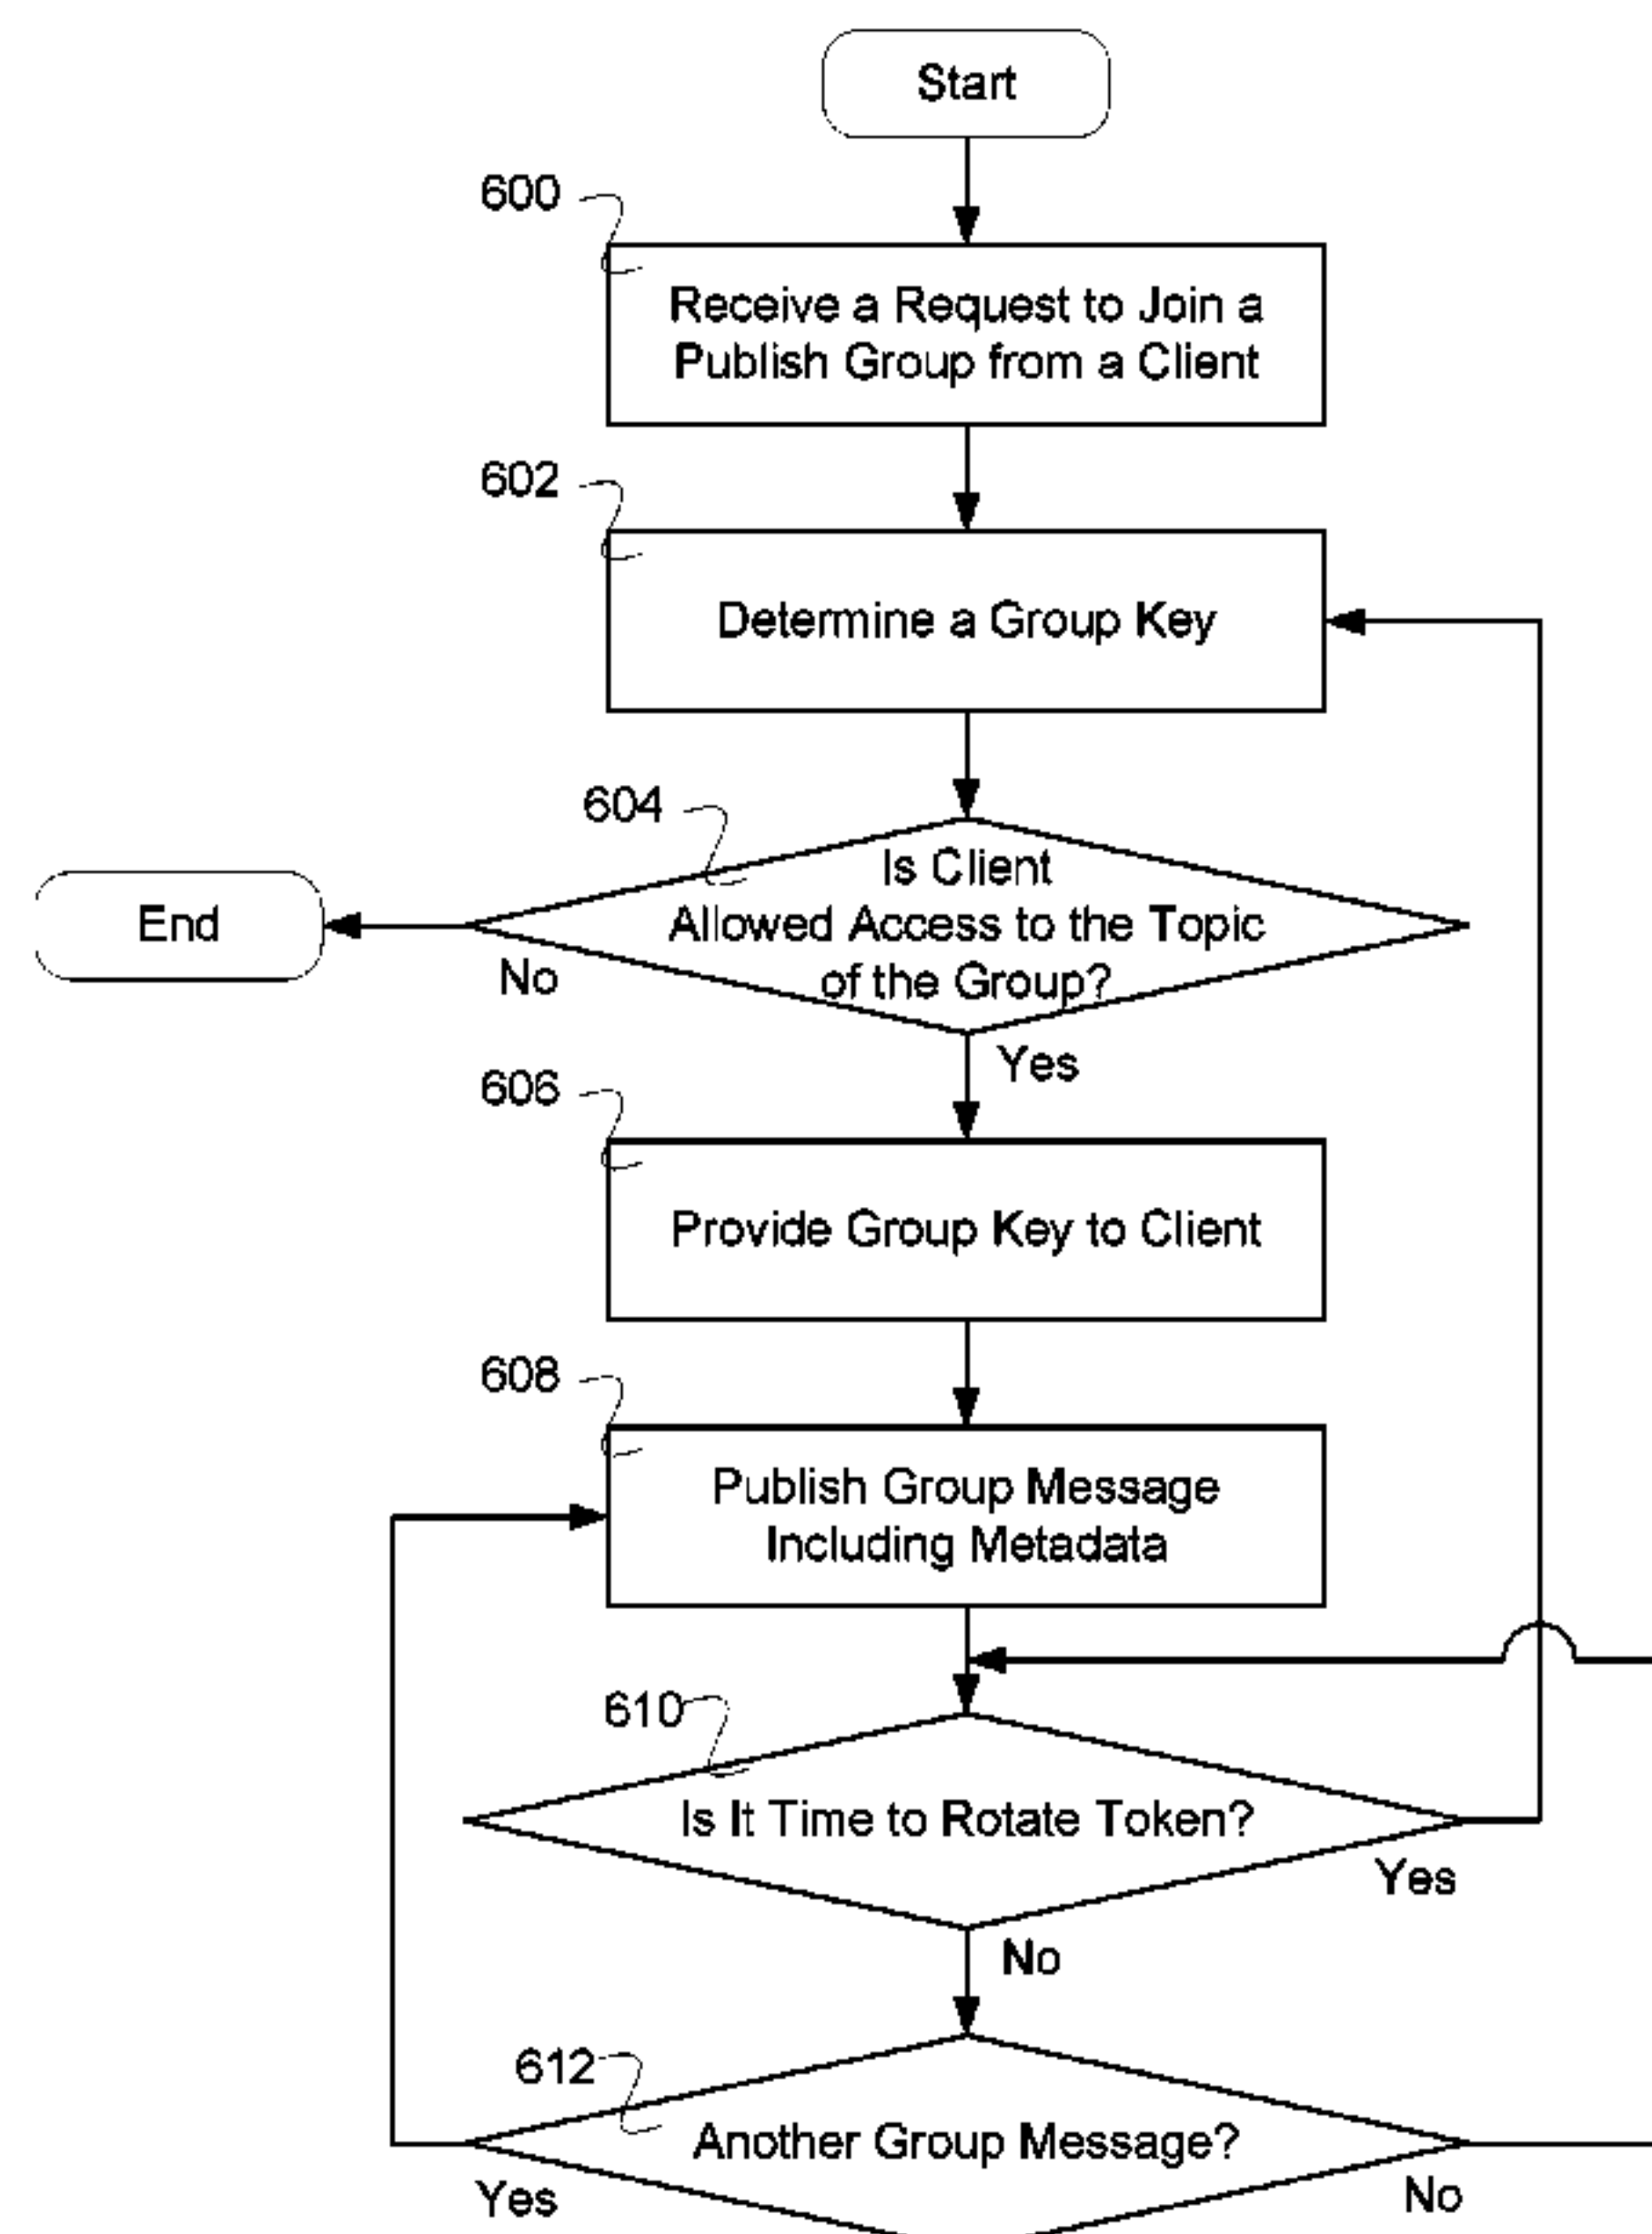 Start
600
Receive a Request to Join a
Publish Group from a Client
602
Determine a Group Key
604
Is Client
Allowed Access to the Topic
of the Group?
End
No
Yes
606
Provide Group Key to Client
608
Publish Group Message
Including Metadata
610
Is It Time to Rotate Token?
Yes
No
612
Another Group Message?
Yes
No